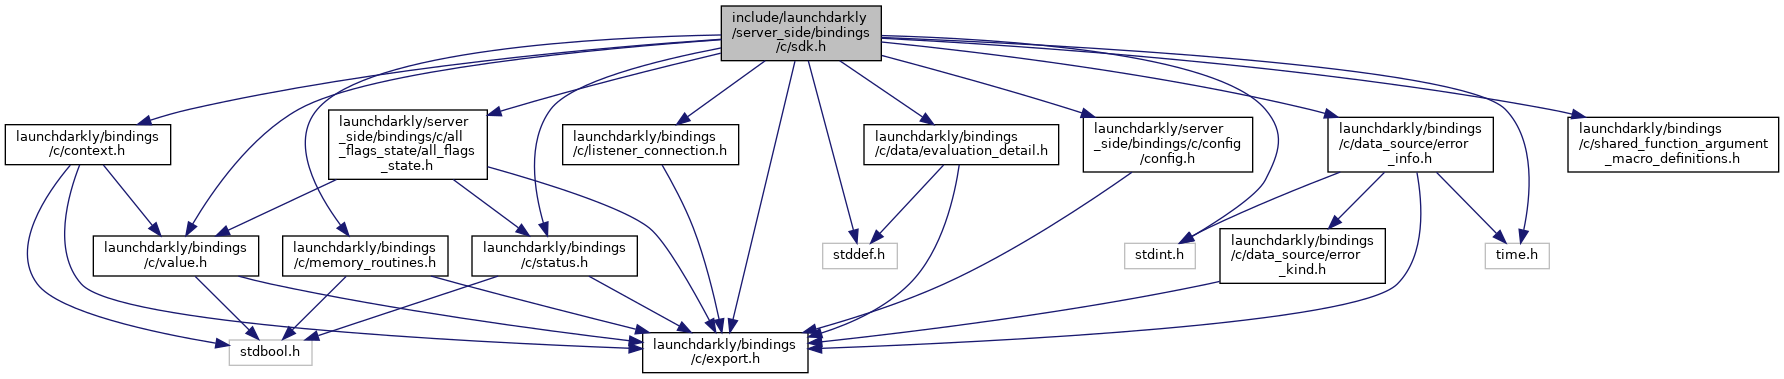 include/launchdarkly
/server_side/bindings
/c/sdk.h
launchdarkly/bindings
/c/context.h
launchdarkly/server
_side/bindings/c/all
_flags_state/all_flags
_state.h
launchdarkly/bindings
/c/listener_connection.h
launchdarkly/bindings
/c/data/evaluation_detail.h
launchdarkly/server
_side/bindings/c/config
/config.h
launchdarkly/bindings
/c/data_source/error
_info.h
launchdarkly/bindings
/c/shared_function_argument
_macro_definitions.h
launchdarkly/bindings
/c/value.h
launchdarkly/bindings
/c/memory_routines.h
launchdarkly/bindings
/c/status.h
stddef.h
stdint.h
launchdarkly/bindings
/c/data_source/error
_kind.h
time.h
stdbool.h
launchdarkly/bindings
/c/export.h